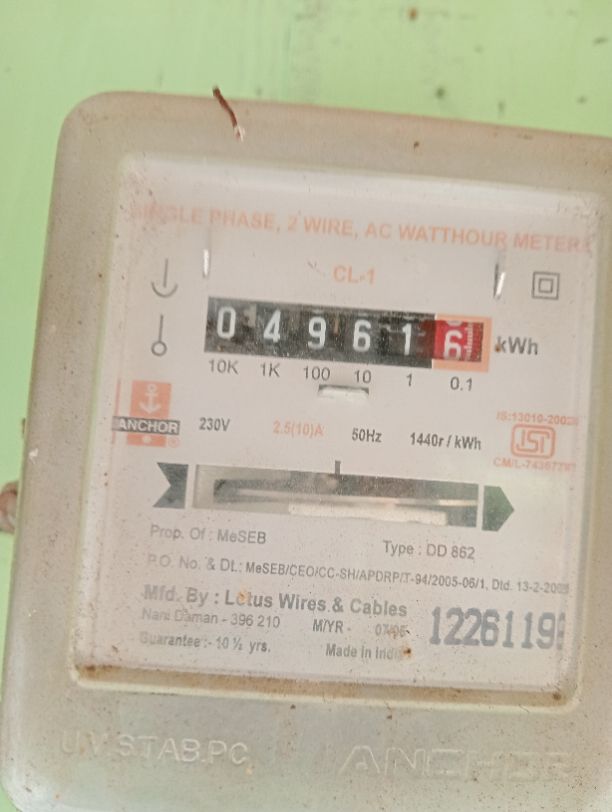 SINGLE PHASE, 2 WIRE, AC WATTHOUR METER
CL-1
0 4 9 6 1 6 kWh
10K 1K 100 10 1 0.1
ANCHOR 230V 2.5(10)A 50Hz 1440r / kWh
IS:13010-2002
CM/L-
Prop. Of : MeSEB
Type : DD 862
P.O. No. & Dt.: MeSEB/CEO/CC-SH/APDRP/T-94/2005-06/1, Dtd. 13-2-
Mfd. By : Lotus Wires & Cables
Nani Daman - 396 210 M/YR -
1226119
Guarantee :- 10 ½ yrs. Made in India
U.V.STAB.PC ANCHOR